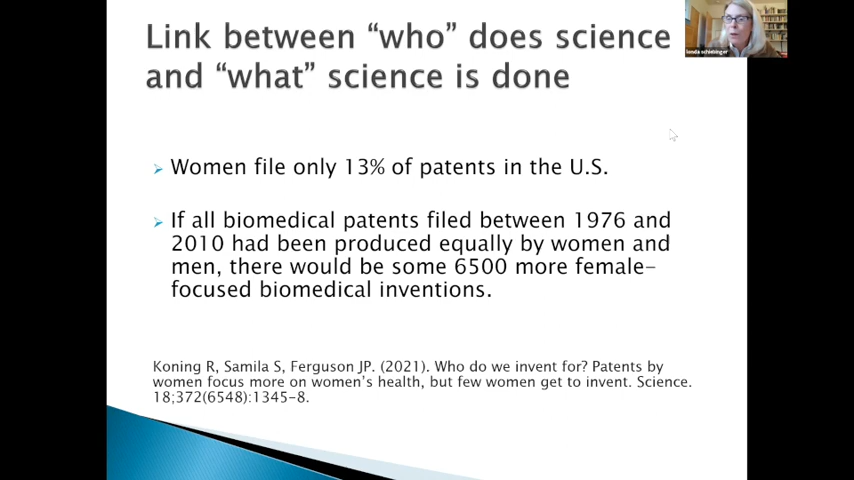 Link between “who” does science
and “what” science is done
londa schiebinger
Women file only 13% of patents in the U.S.
If all biomedical patents filed between 1976 and
2010 had been produced equally by women and
men, there would be some 6500 more female-
focused biomedical inventions.
Koning R, Samila S, Ferguson JP. (2021). Who do we invent for? Patents by
women focus more on women’s health, but few women get to invent. Science.
18;372(6548):1345-8.